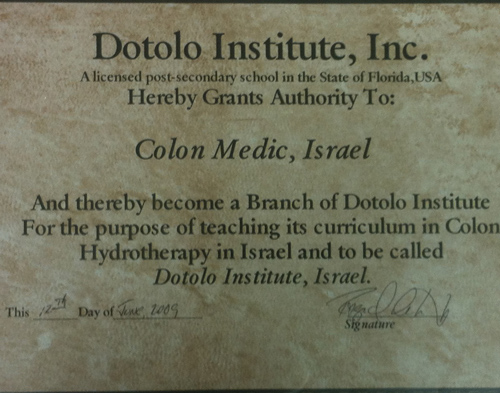 Dotolo Institute, Inc.
A licensed post-secondary school in the State of Florida,USA
Hereby Grants Authority To:
Colon Medic, Israel
And thereby become a Branch of Dotolo Institute
For the purpose of teaching its curriculum in Colon
Hydrotherapy in Israel and to be called
Dotolo Institute, Israel.
This 12th Day of June, 2009
Signature